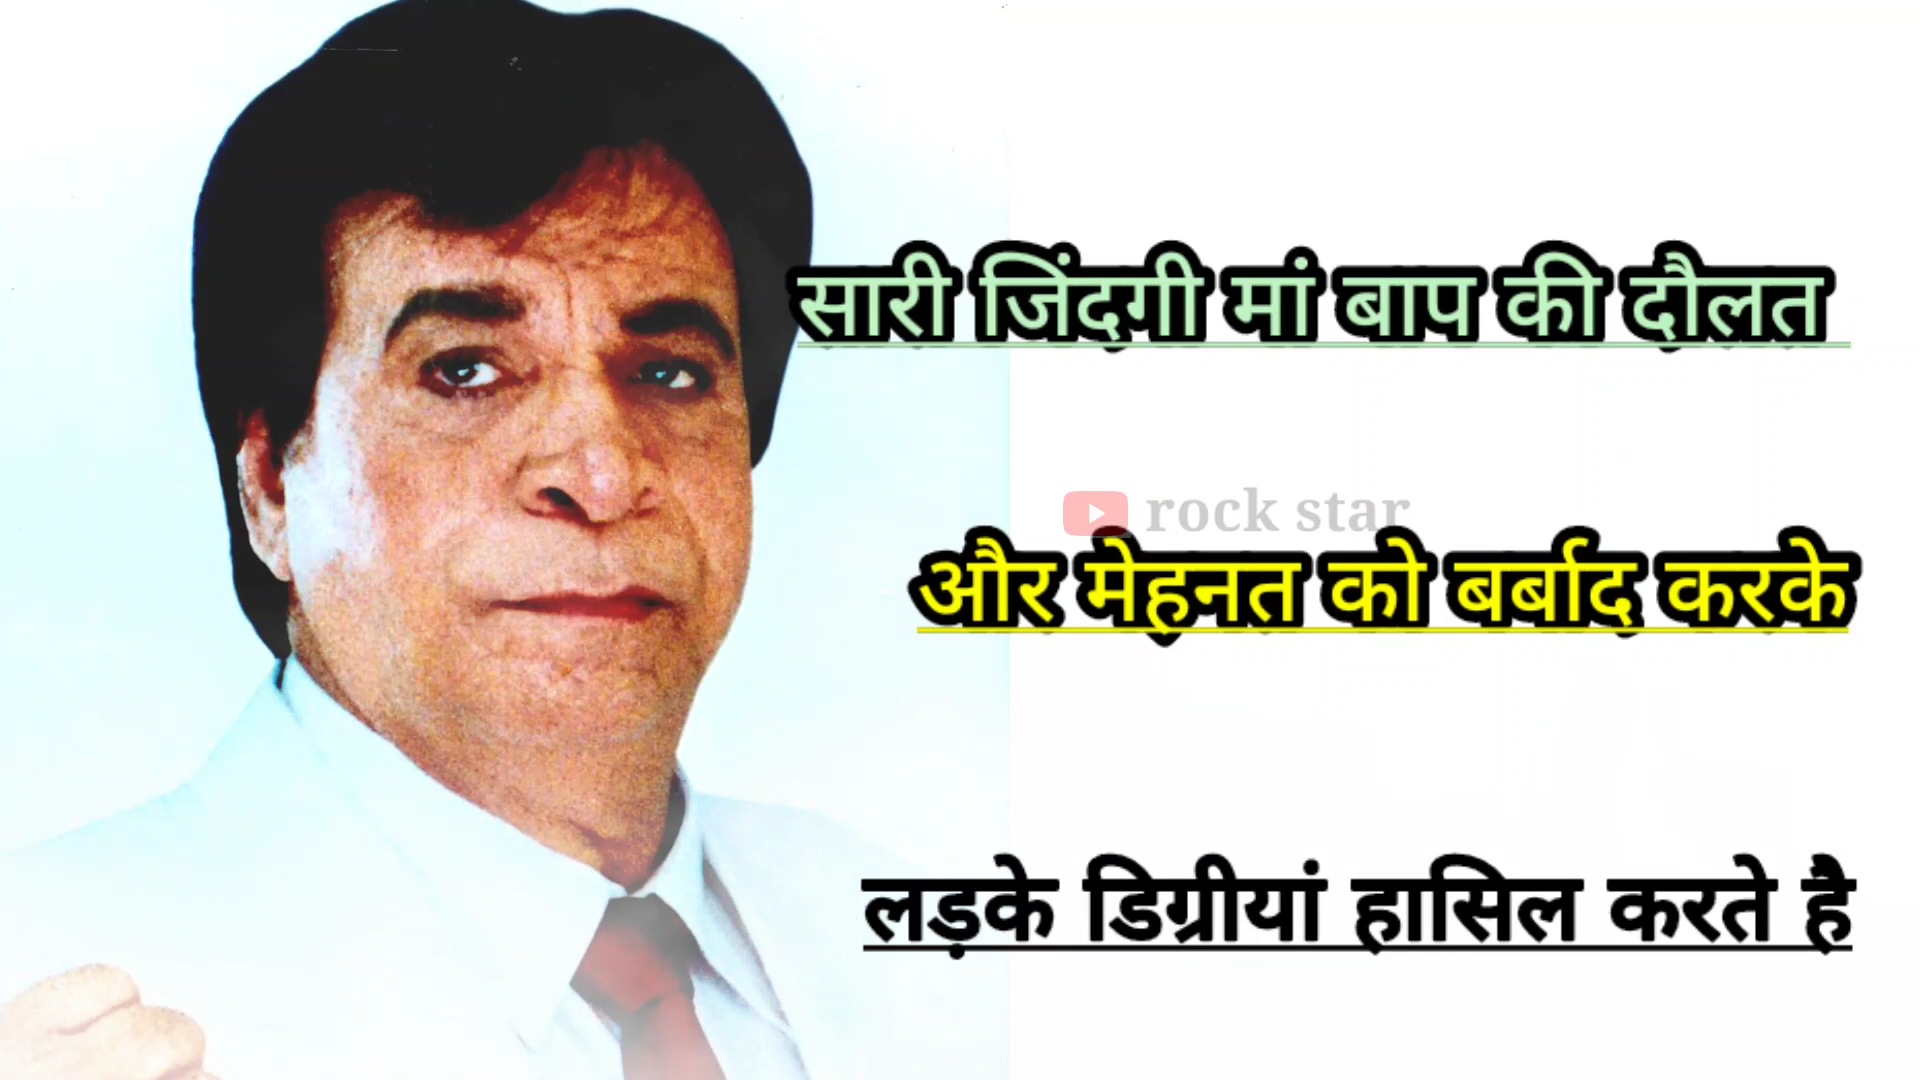 सारी जिंदगी मां बाप की दौलत
rock star
और मेहनत को बर्बाद करके
लड़के डिग्रीयां हासिल करते है